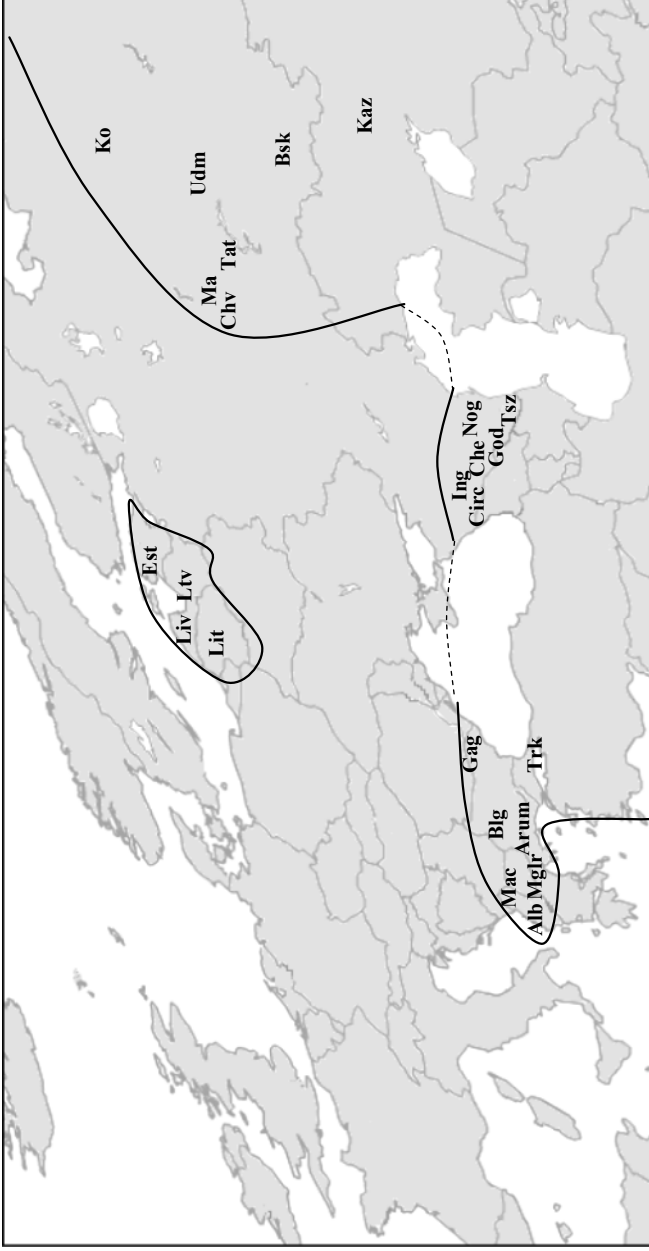 Ko
Udm
Bsk
Kaz
Ma
Chv
Tat
Est
Liv
Ltv
Lit
Ing
Circ
Che
Nog
God
Tsz
Gag
Blg
Trk
Mac
Arum
Alb
Mglr